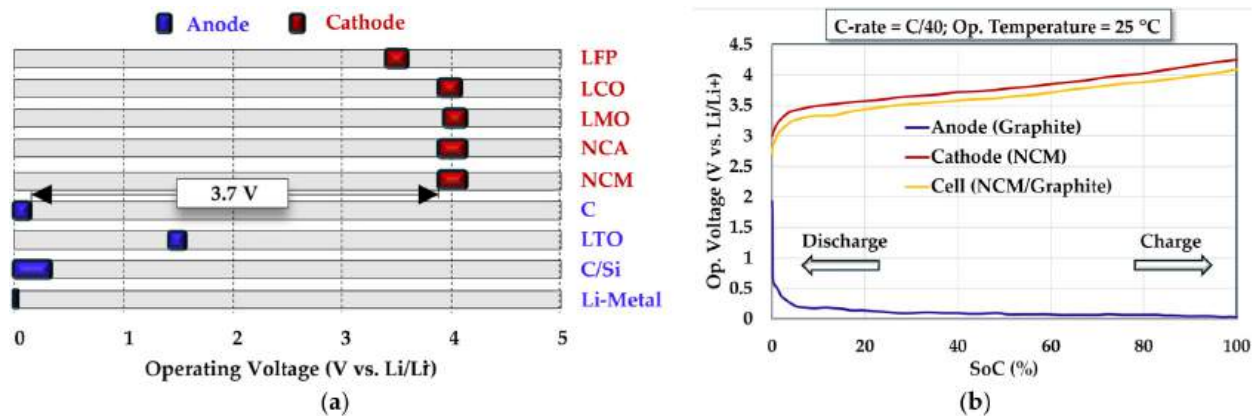 Anode Cathode
LFP
LCO
LMO
NCA
NCM
3.7 V
C
LTO
C/Si
Li-Metal
0 1 2 3 4 5
Operating Voltage (V vs. Li/Li⁺)
(a)
(b)
C-rate = C/40; Op. Temperature = 25 °C
Op. Voltage (V vs. Li/Li+)
4.5
4
3.5
3
2.5
2
1.5
1
0.5
0
Anode (Graphite)
Cathode (NCM)
Cell (NCM/Graphite)
Discharge Charge
0 20 40 60 80 100
SoC (%)
(b)